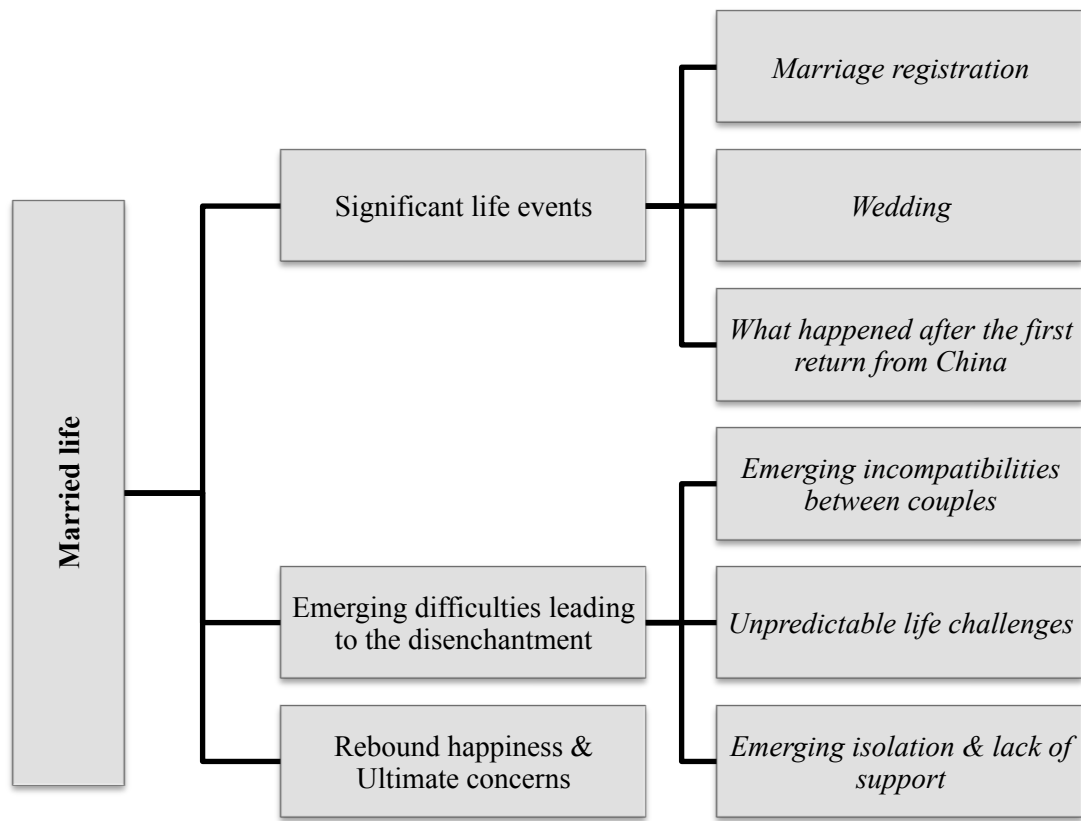 Married life
Significant life events
Marriage registration
Wedding
What happened after the first
return from China
Emerging difficulties leading
to the disenchantment
Emerging incompatibilities
between couples
Unpredictable life challenges
Emerging isolation & lack of
support
Rebound happiness &
Ultimate concerns